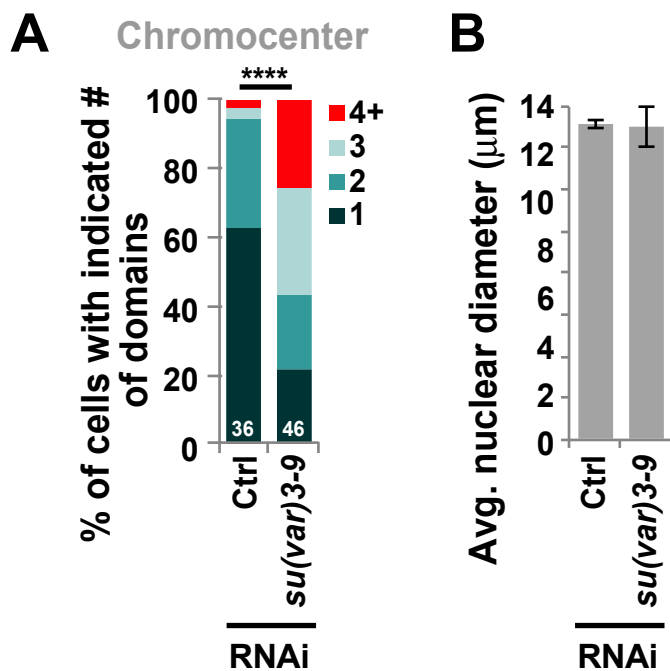 A
Chromocenter
****
% of cells with indicated #
of domains
100
80
60
40
20
0
4+
3
2
1
36
46
Ctrl
su(var)3-9
RNAi
B
Avg. nuclear diameter (μm)
14
12
10
8
6
4
2
0
Ctrl
su(var)3-9
RNAi